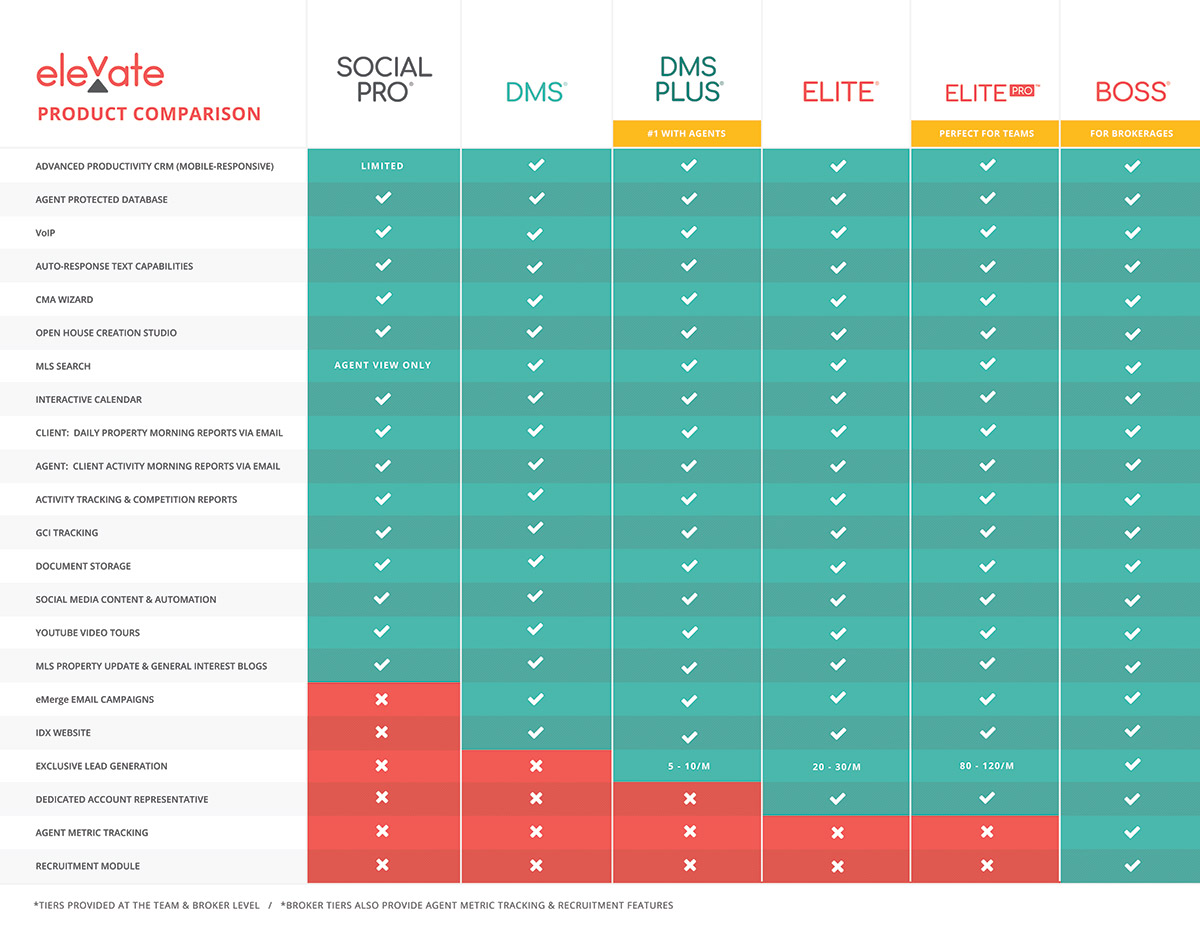 elevate
PRODUCT COMPARISON
SOCIAL
PRO®
DMS®
DMS
PLUS®
#1 WITH AGENTS
ELITE®
ELITE PRO™
PERFECT FOR TEAMS
BOSS®
FOR BROKERAGES
ADVANCED PRODUCTIVITY CRM (MOBILE-RESPONSIVE) LIMITED
AGENT PROTECTED DATABASE
VoIP
AUTO-RESPONSE TEXT CAPABILITIES
CMA WIZARD
OPEN HOUSE CREATION STUDIO
MLS SEARCH AGENT VIEW ONLY
INTERACTIVE CALENDAR
CLIENT: DAILY PROPERTY MORNING REPORTS VIA EMAIL
AGENT: CLIENT ACTIVITY MORNING REPORTS VIA EMAIL
ACTIVITY TRACKING & COMPETITION REPORTS
GCI TRACKING
DOCUMENT STORAGE
SOCIAL MEDIA CONTENT & AUTOMATION
YOUTUBE VIDEO TOURS
MLS PROPERTY UPDATE & GENERAL INTEREST BLOGS
eMerge EMAIL CAMPAIGNS
IDX WEBSITE
EXCLUSIVE LEAD GENERATION 5 - 10/M 20 - 30/M 80 - 120/M
DEDICATED ACCOUNT REPRESENTATIVE
AGENT METRIC TRACKING
RECRUITMENT MODULE
*TIERS PROVIDED AT THE TEAM & BROKER LEVEL / *BROKER TIERS ALSO PROVIDE AGENT METRIC TRACKING & RECRUITMENT FEATURES